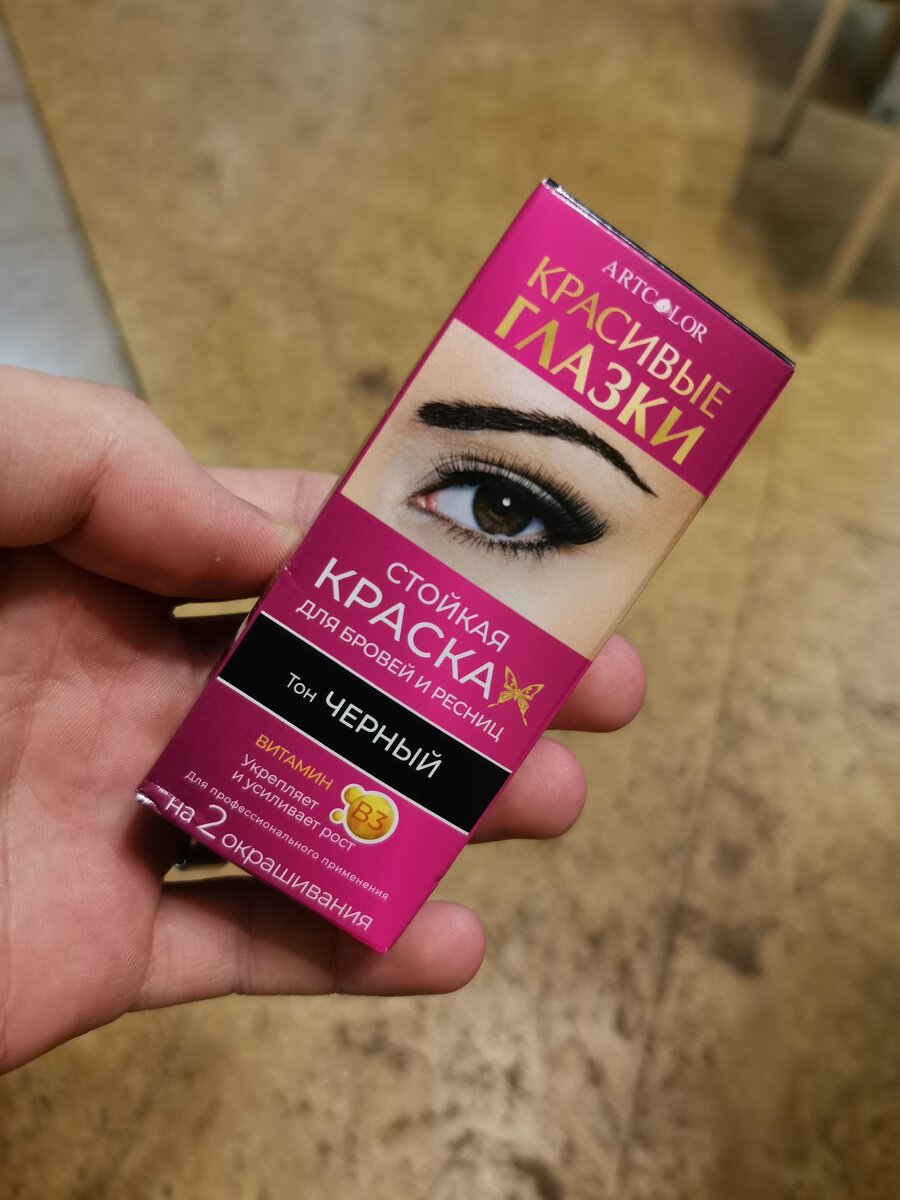 ARTCOLOR
КРАСИВЫЕ
ГЛАЗКИ
СТОЙКАЯ
КРАСКА
ДЛЯ БРОВЕЙ И РЕСНИЦ
Тон ЧЕРНЫЙ
ВИТАМИН
Укрепляет
и усиливает рост
B3
для профессионального применения
на 2 окрашивания